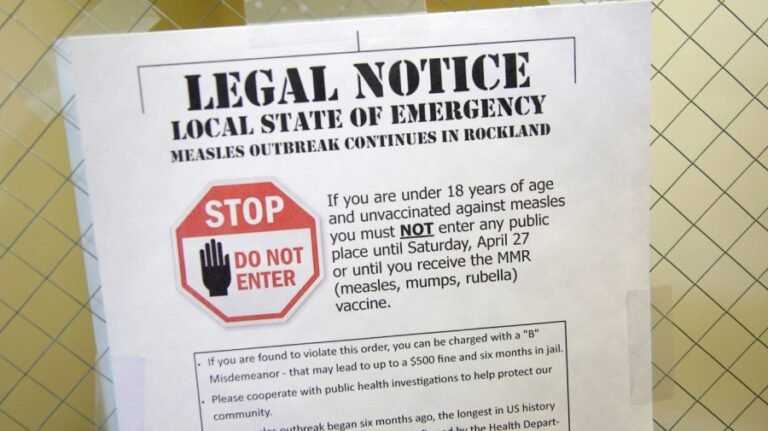 LEGAL NOTICE
LOCAL STATE OF EMERGENCY
MEASLES OUTBREAK CONTINUES IN ROCKLAND
STOP
DO NOT
ENTER
If you are under 18 years of age
and unvaccinated against measles
you must NOT enter any public
place until Saturday, April 27
or until you receive the MMR
(measles, mumps, rubella)
vaccine.
· If you are found to violate this order, you can be charged with a "B"
Misdemeanor - that may lead to up to a $500 fine and six months in jail.
· Please cooperate with public health investigations to help protect our
community.
outbreak began six months ago, the longest in US history
by the Health Depart-